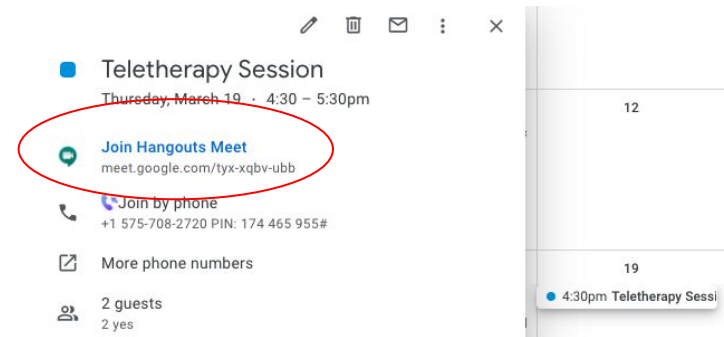 Teletherapy Session
Thursday, March 19 · 4:30 – 5:30pm
Join Hangouts Meet
meet.google.com/tyx-xqbv-ubb
Join by phone
+1 575-708-2720 PIN: 174 465 955#
More phone numbers
2 guests
2 yes
12
19
4:30pm Teletherapy Sessi